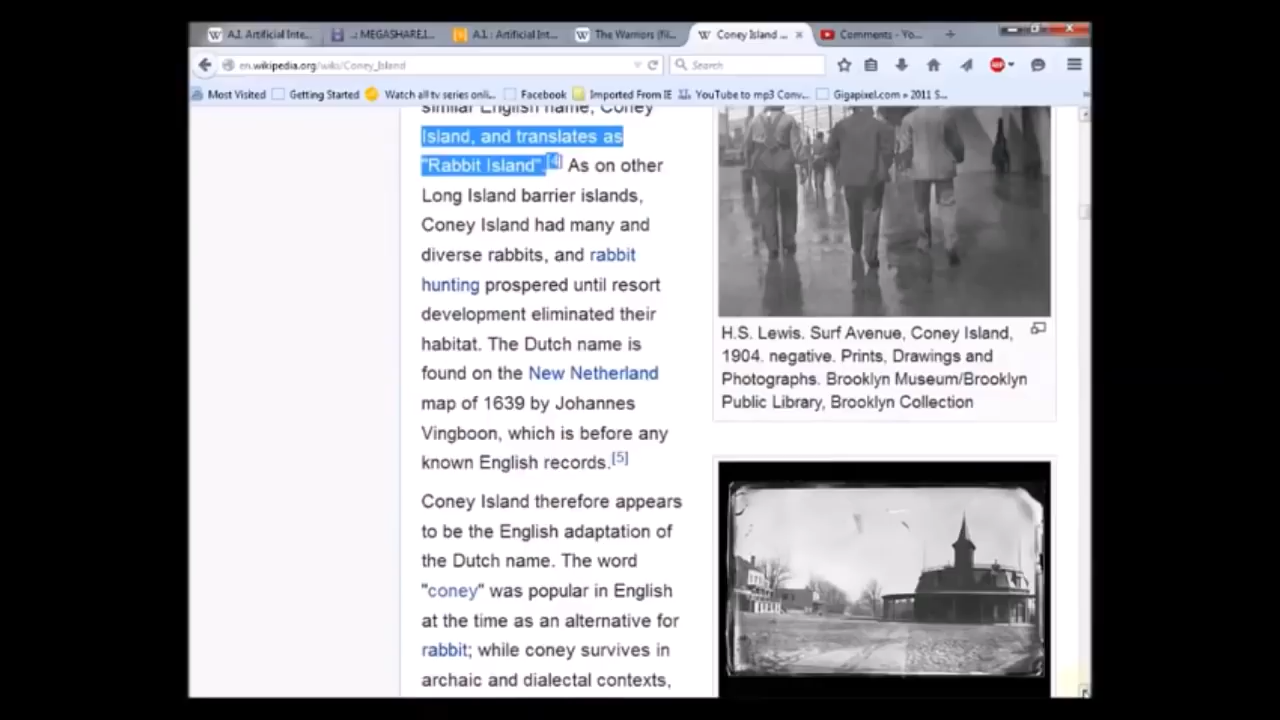 A.I. Artificial Inte...
..: MEGASHARE.I...
A.I. : Artificial Int...
The Warriors (fil...
Coney Island ...
Comments - Yo...
en.wikipedia.org/wiki/Coney_Island
Search
Most Visited
Getting Started
Watch all tv series onli...
Facebook
Imported From IE
YouTube to mp3 Conv...
Gigapixel.com » 2011 S...
similar English name, Coney
Island, and translates as
"Rabbit Island".[4] As on other
Long Island barrier islands,
Coney Island had many and
diverse rabbits, and rabbit
hunting prospered until resort
development eliminated their
habitat. The Dutch name is
found on the New Netherland
map of 1639 by Johannes
Vingboon, which is before any
known English records.[5]
Coney Island therefore appears
to be the English adaptation of
the Dutch name. The word
"coney" was popular in English
at the time as an alternative for
rabbit; while coney survives in
archaic and dialectal contexts,
H.S. Lewis. Surf Avenue, Coney Island,
1904. negative. Prints, Drawings and
Photographs. Brooklyn Museum/Brooklyn
Public Library, Brooklyn Collection